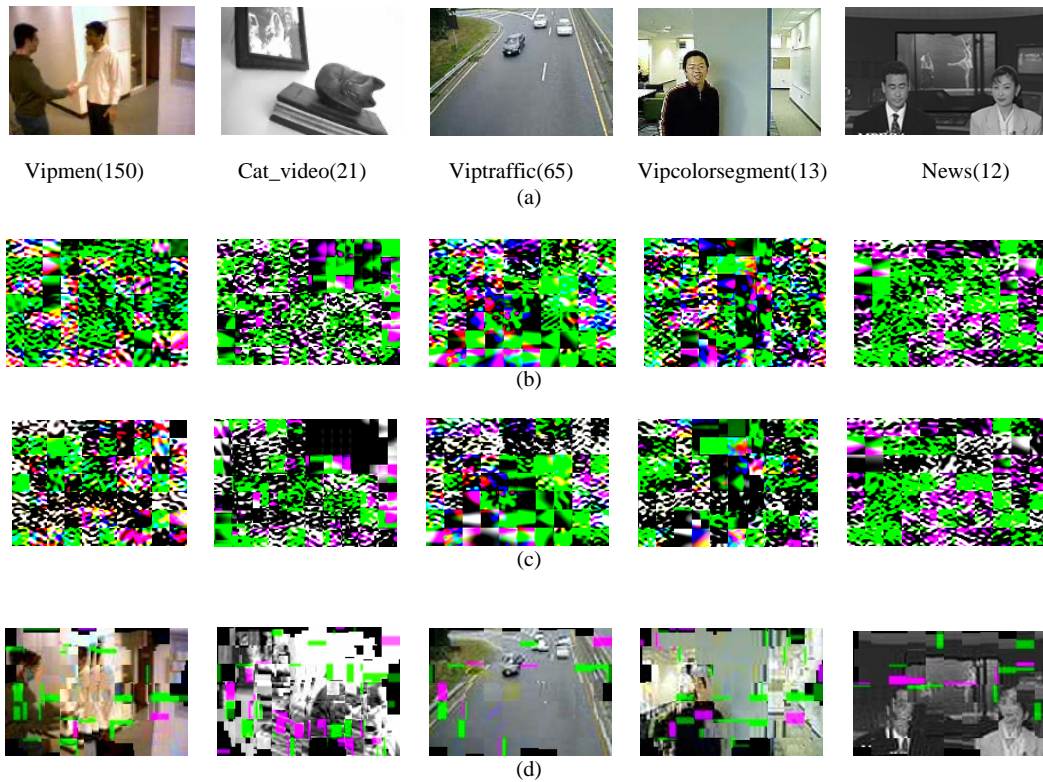 Vipmen(150) Cat_video(21) Viptraffic(65) Vipcolorsegment(13) News(12)
(a)
(b)
(c)
(d)